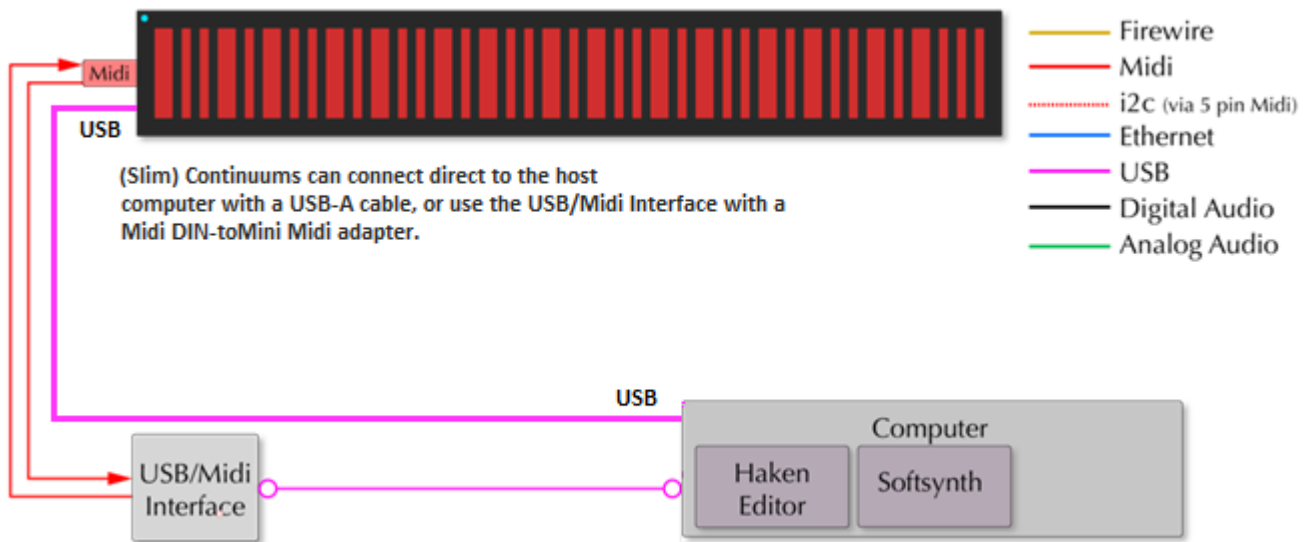 Midi
USB
(Slim) Continuums can connect direct to the host
computer with a USB-A cable, or use the USB/Midi Interface with a
Midi DIN-toMini Midi adapter.
Firewire
Midi
i2c (via 5 pin Midi)
Ethernet
USB
Digital Audio
Analog Audio
USB
Computer
Haken
Editor
Softsynth
USB/Midi
Interface